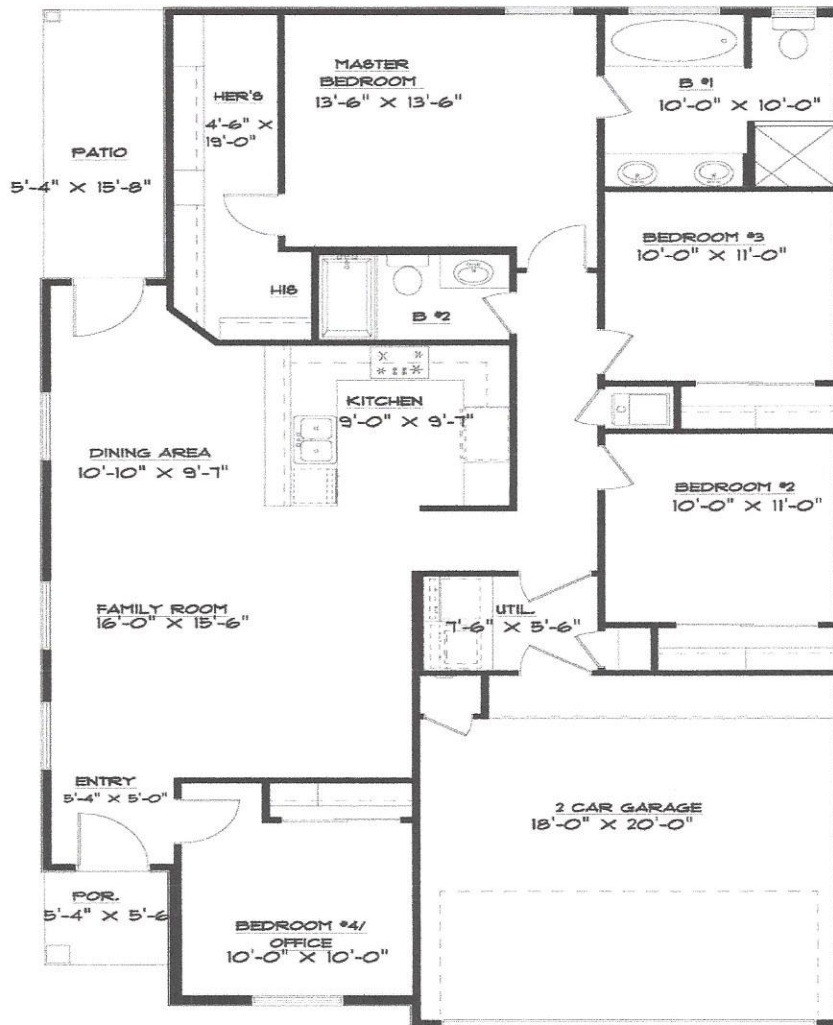 MASTER
BEDROOM
13'-6" X 13'-6"
HER'S
4'-6" X
19'-0"
B #1
10'-0" X 10'-0"
PATIO
5'-4" X 15'-8"
BEDROOM #3
10'-0" X 11'-0"
HIS
B #2
KITCHEN
9'-0" X 9'-7"
DINING AREA
10'-10" X 9'-7"
BEDROOM #2
10'-0" X 11'-0"
FAMILY ROOM
16'-0" X 15'-6"
UTIL.
7'-6" X 5'-6"
ENTRY
5'-4" X 5'-0"
2 CAR GARAGE
18'-0" X 20'-0"
POR.
5'-4" X 5'-6
BEDROOM #4/
OFFICE
10'-0" X 10'-0"